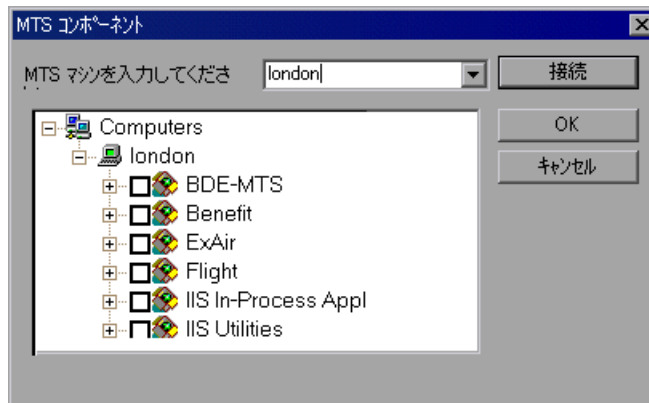 MTS コンポーネント
MTS マシンを入力してくださ
london
接続
Computers
OK
london
キャンセル
BDE-MTS
Benefit
ExAir
Flight
IIS In-Process Appl
IIS Utilities